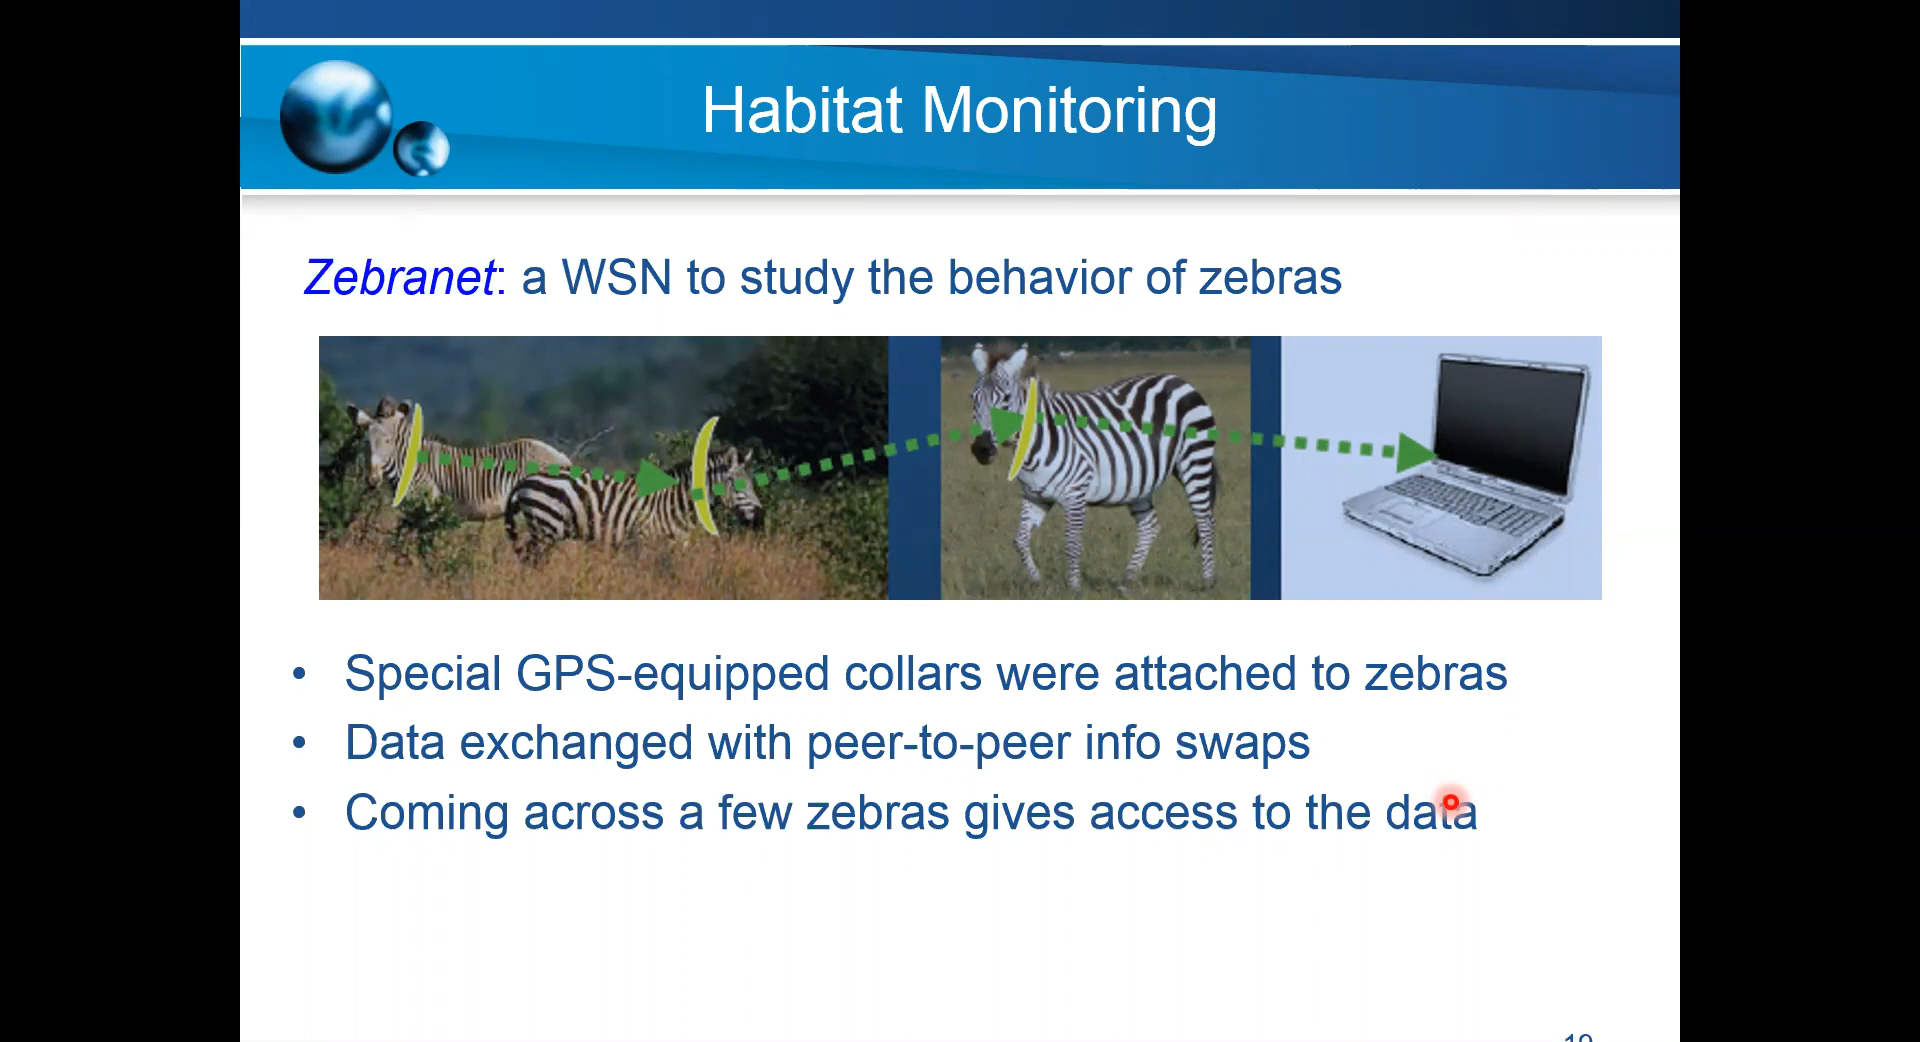 Habitat Monitoring
Zebranet: a WSN to study the behavior of zebras
• Special GPS-equipped collars were attached to zebras
• Data exchanged with peer-to-peer info swaps
• Coming across a few zebras gives access to the data